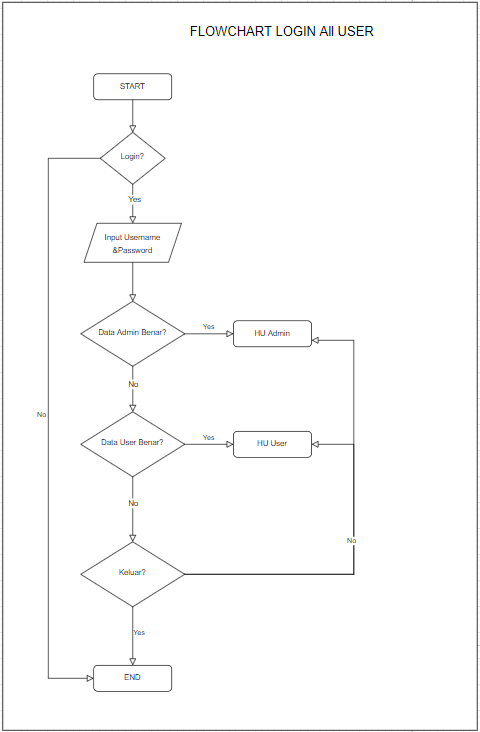 FLOWCHART LOGIN All USER
START
Login?
Yes
Input Username
&Password
Data Admin Benar?
Yes
HU Admin
No
No
Data User Benar?
Yes
HU User
No
No
Keluar?
Yes
END